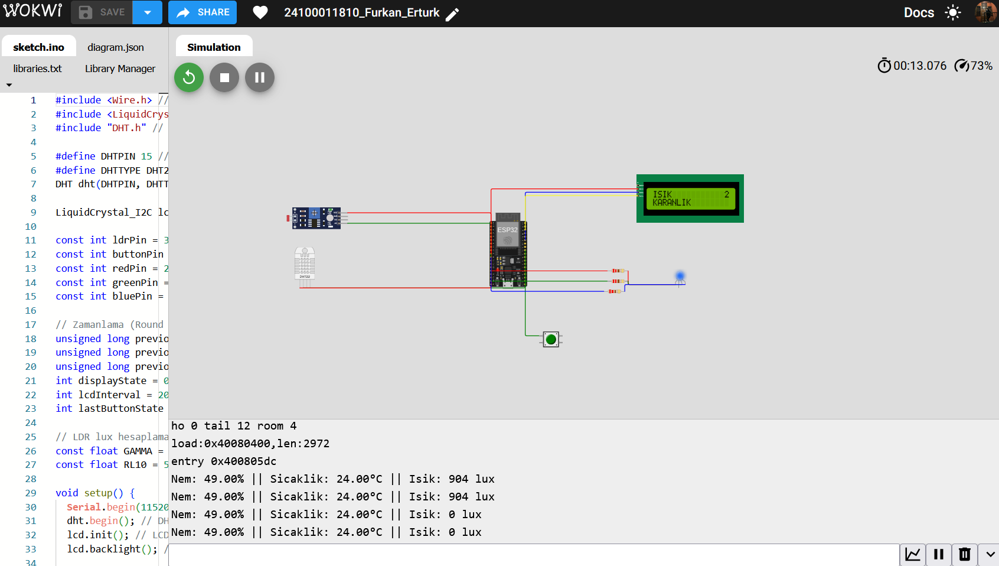 WOKWi
SAVE
SHARE
24100011810_Furkan_Erturk
Docs
sketch.ino
diagram.json
libraries.txt
Library Manager
Simulation
00:13.076
73%
1 #include <Wire.h> //
2 #include <LiquidCrys
3 #include "DHT.h" //
4
5 #define DHTPIN 15 //
6 #define DHTTYPE DHT2
7 DHT dht(DHTPIN, DHTT
8
9 LiquidCrystal_I2C lc
10
11 const int ldrPin = 3
12 const int buttonPin
13 const int redPin = 2
14 const int greenPin =
15 const int bluePin =
16
17 // Zamanlama (Round
18 unsigned long previo
19 unsigned long previo
20 unsigned long previo
21 int displayState = 0
22 int lcdInterval = 20
23 int lastButtonState
24
25 // LDR lux hesaplama
26 const float GAMMA =
27 const float RL10 = 5
28
29 void setup() {
30 Serial.begin(11520
31 dht.begin(); // DH
32 lcd.init(); // LCD
33 lcd.backlight(); /
34
ISIK 2
KARANLIK
ESP32
DHT22
ho 0 tail 12 room 4
load:0x40080400,len:2972
entry 0x400805dc
Nem: 49.00% || Sicaklik: 24.00°C || Isik: 904 lux
Nem: 49.00% || Sicaklik: 24.00°C || Isik: 904 lux
Nem: 49.00% || Sicaklik: 24.00°C || Isik: 0 lux
Nem: 49.00% || Sicaklik: 24.00°C || Isik: 0 lux